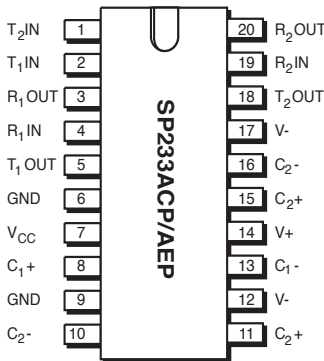 T2IN 1 20 R2OUT
T1IN 2 19 R2IN
R1OUT 3 18 T2OUT
R1IN 4 17 V-
T1OUT 5 16 C2-
GND 6 15 C2+
VCC 7 14 V+
C1+ 8 13 C1-
GND 9 12 V-
C2- 10 11 C2+
SP233ACP/AEP